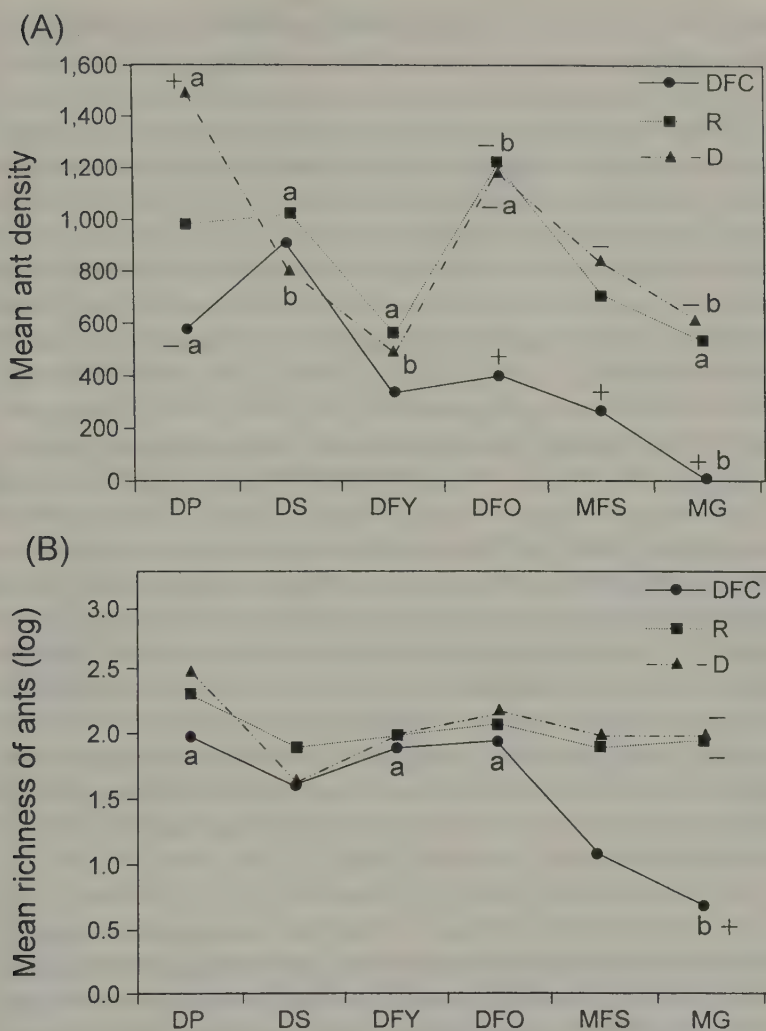 (A)
Mean ant density
1,600
1,400
1,200
1,000
800
600
400
200
0
+ a
− a
a
b
a
b
− b
− a
+
−
+
− b
a
+ b
DFC
R
D
DP DS DFY DFO MFS MG
(B)
Mean richness of ants (log)
3.0
2.5
2.0
1.5
1.0
0.5
0.0
a
a
a
−
−
b +
DFC
R
D
DP DS DFY DFO MFS MG